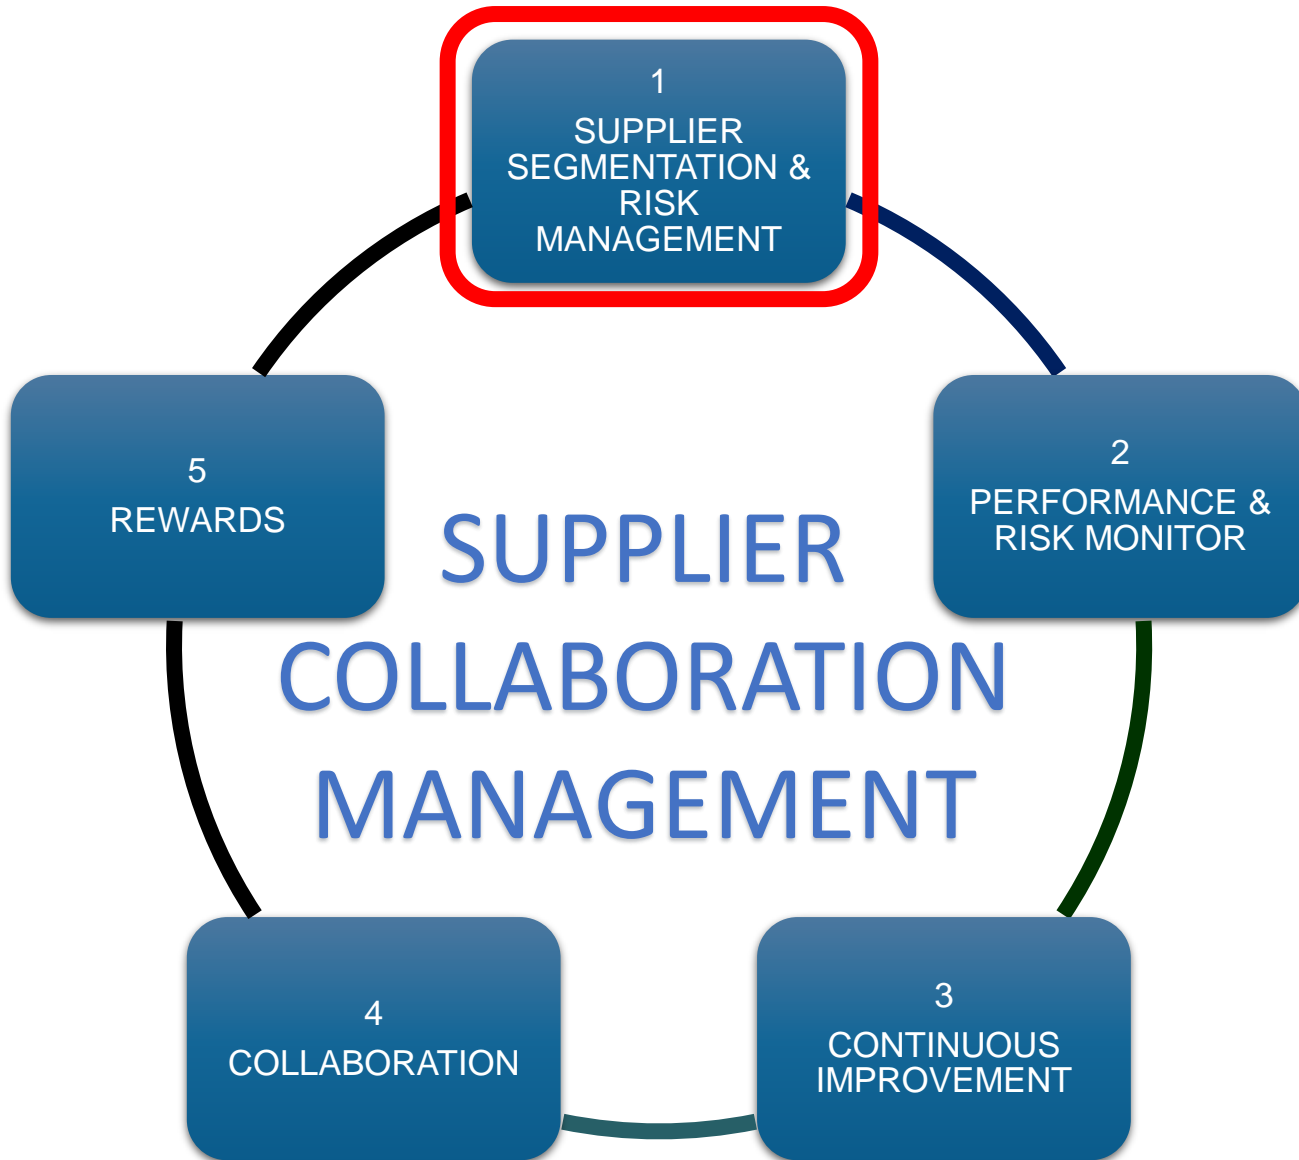 1
SUPPLIER
SEGMENTATION &
RISK
MANAGEMENT
2
PERFORMANCE &
RISK MONITOR
3
CONTINUOUS
IMPROVEMENT
4
COLLABORATION
5
REWARDS
SUPPLIER
COLLABORATION
MANAGEMENT